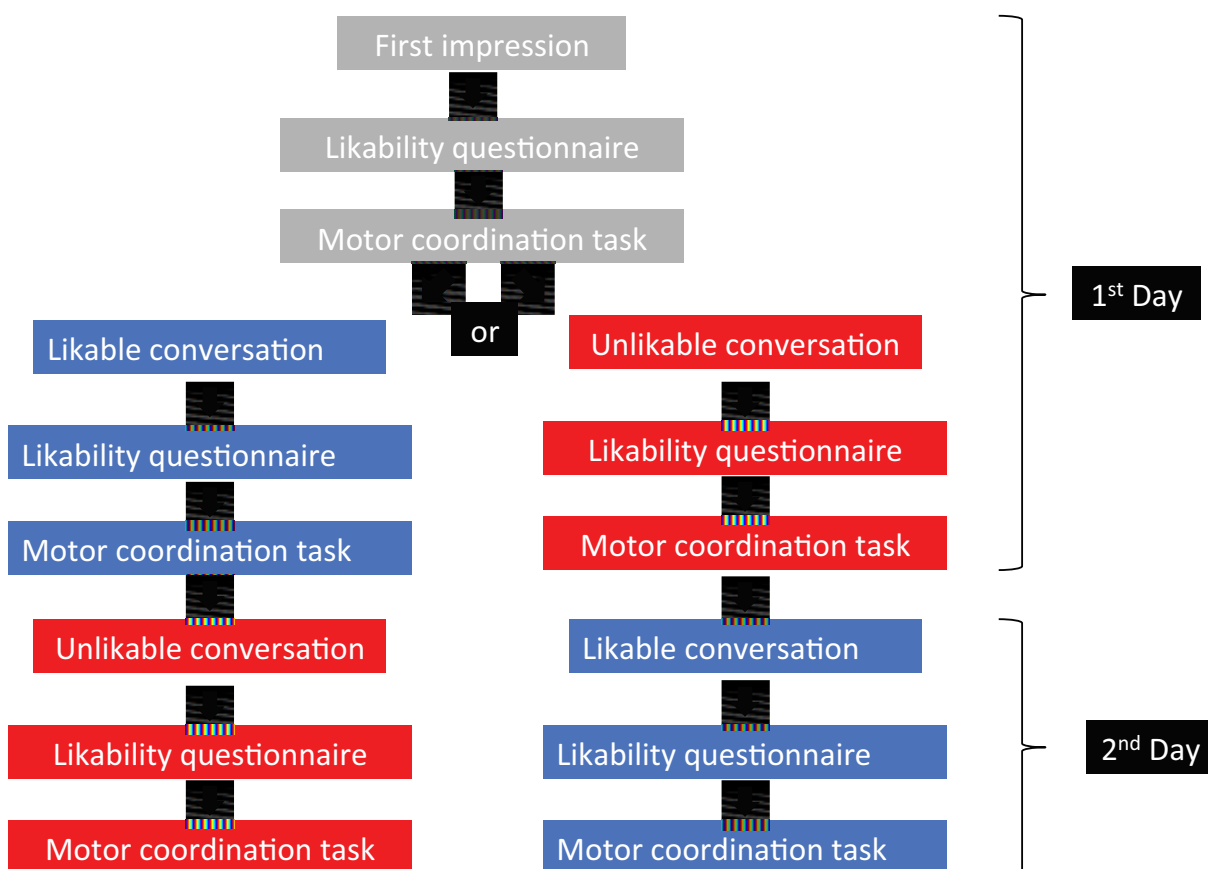 First impression
Likability questionnaire
Motor coordination task
or
1st Day
Likable conversation
Unlikable conversation
Likability questionnaire
Likability questionnaire
Motor coordination task
Motor coordination task
Unlikable conversation
Likable conversation
Likability questionnaire
Likability questionnaire
2nd Day
Motor coordination task
Motor coordination task